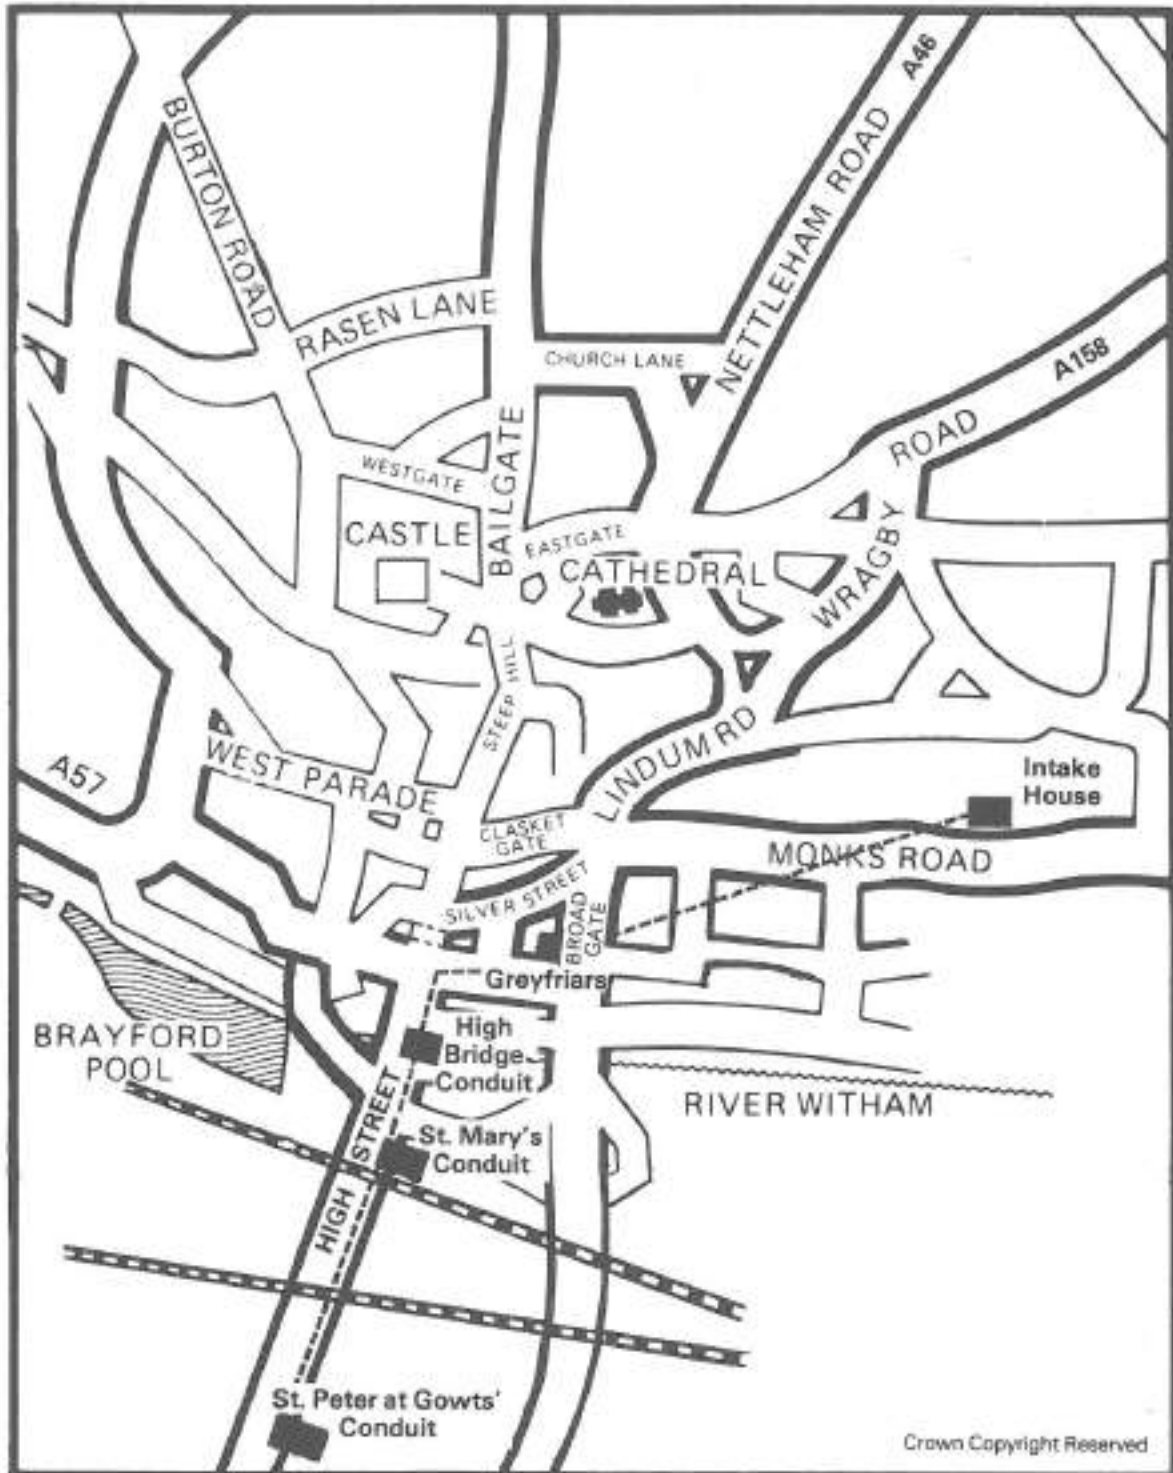 A46
BURTON ROAD
NETTLEHAM ROAD
RASEN LANE
CHURCH LANE
A158
ROAD
BAILGATE
WESTGATE
WRAGBY
CASTLE
EASTGATE
CATHEDRAL
STEEP HILL
LINDUM RD
WEST PARADE
A57
Intake
House
CLASKET
GATE
MONKS ROAD
SILVER STREET
BROAD
GATE
Greyfriars
High
Bridge
Conduit
BRAYFORD
POOL
RIVER WITHAM
HIGH STREET
St. Mary's
Conduit
St. Peter at Gowts'
Conduit
Crown Copyright Reserved